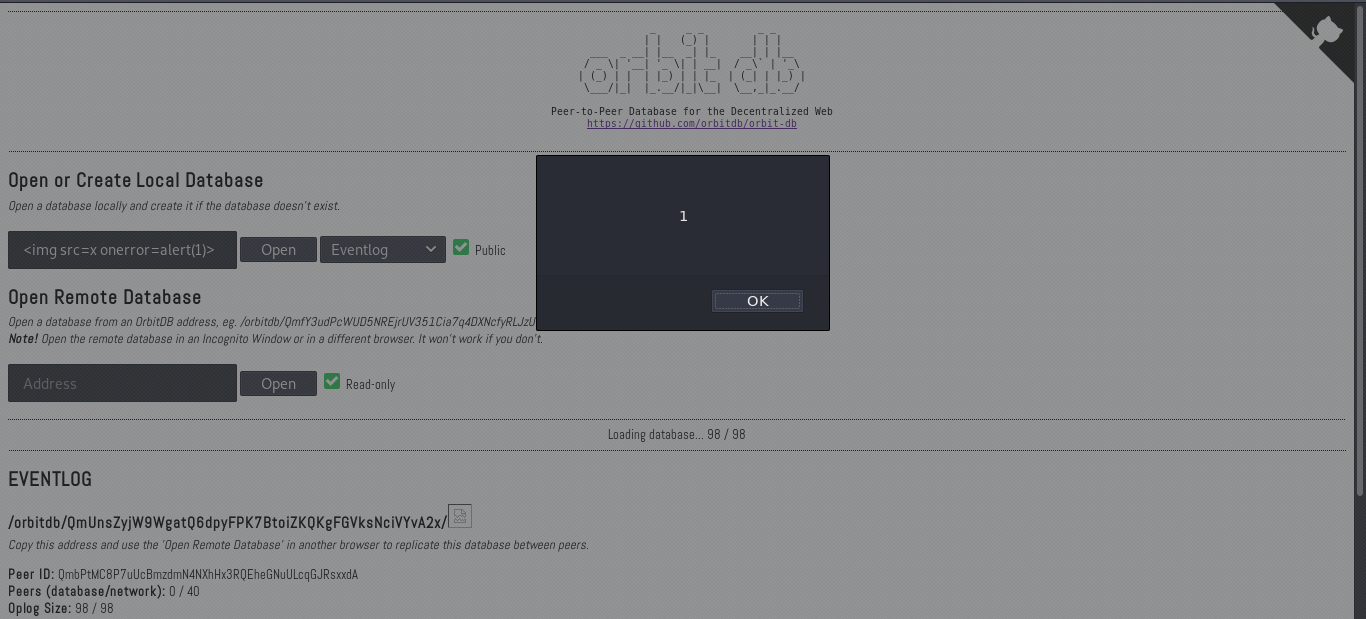 orbit db
Peer-to-Peer Database for the Decentralized Web
https://github.com/orbitdb/orbit-db
Open or Create Local Database
Open a database locally and create it if the database doesn't exist.
<img src=x onerror=alert(1)> Open Eventlog Public
1
OK
Open Remote Database
Open a database from an OrbitDB address, eg. /orbitdb/QmfY3udPcWUD5NREjrUV351Cia7q4DXNcfyRLJzU
Note! Open the remote database in an Incognito Window or in a different browser. It won't work if you don't.
Address Open Read-only
Loading database... 98 / 98
EVENTLOG
/orbitdb/QmUnsZyjW9WgatQ6dpyFPK7BtoiZKQKgFGVksNciVYvA2x/
Copy this address and use the 'Open Remote Database' in another browser to replicate this database between peers.
Peer ID: QmbPtMC8P7uUcBmzdmN4NXhHx3RQEheGNuULcqGJRsxxdA
Peers (database/network): 0 / 40
Oplog Size: 98 / 98